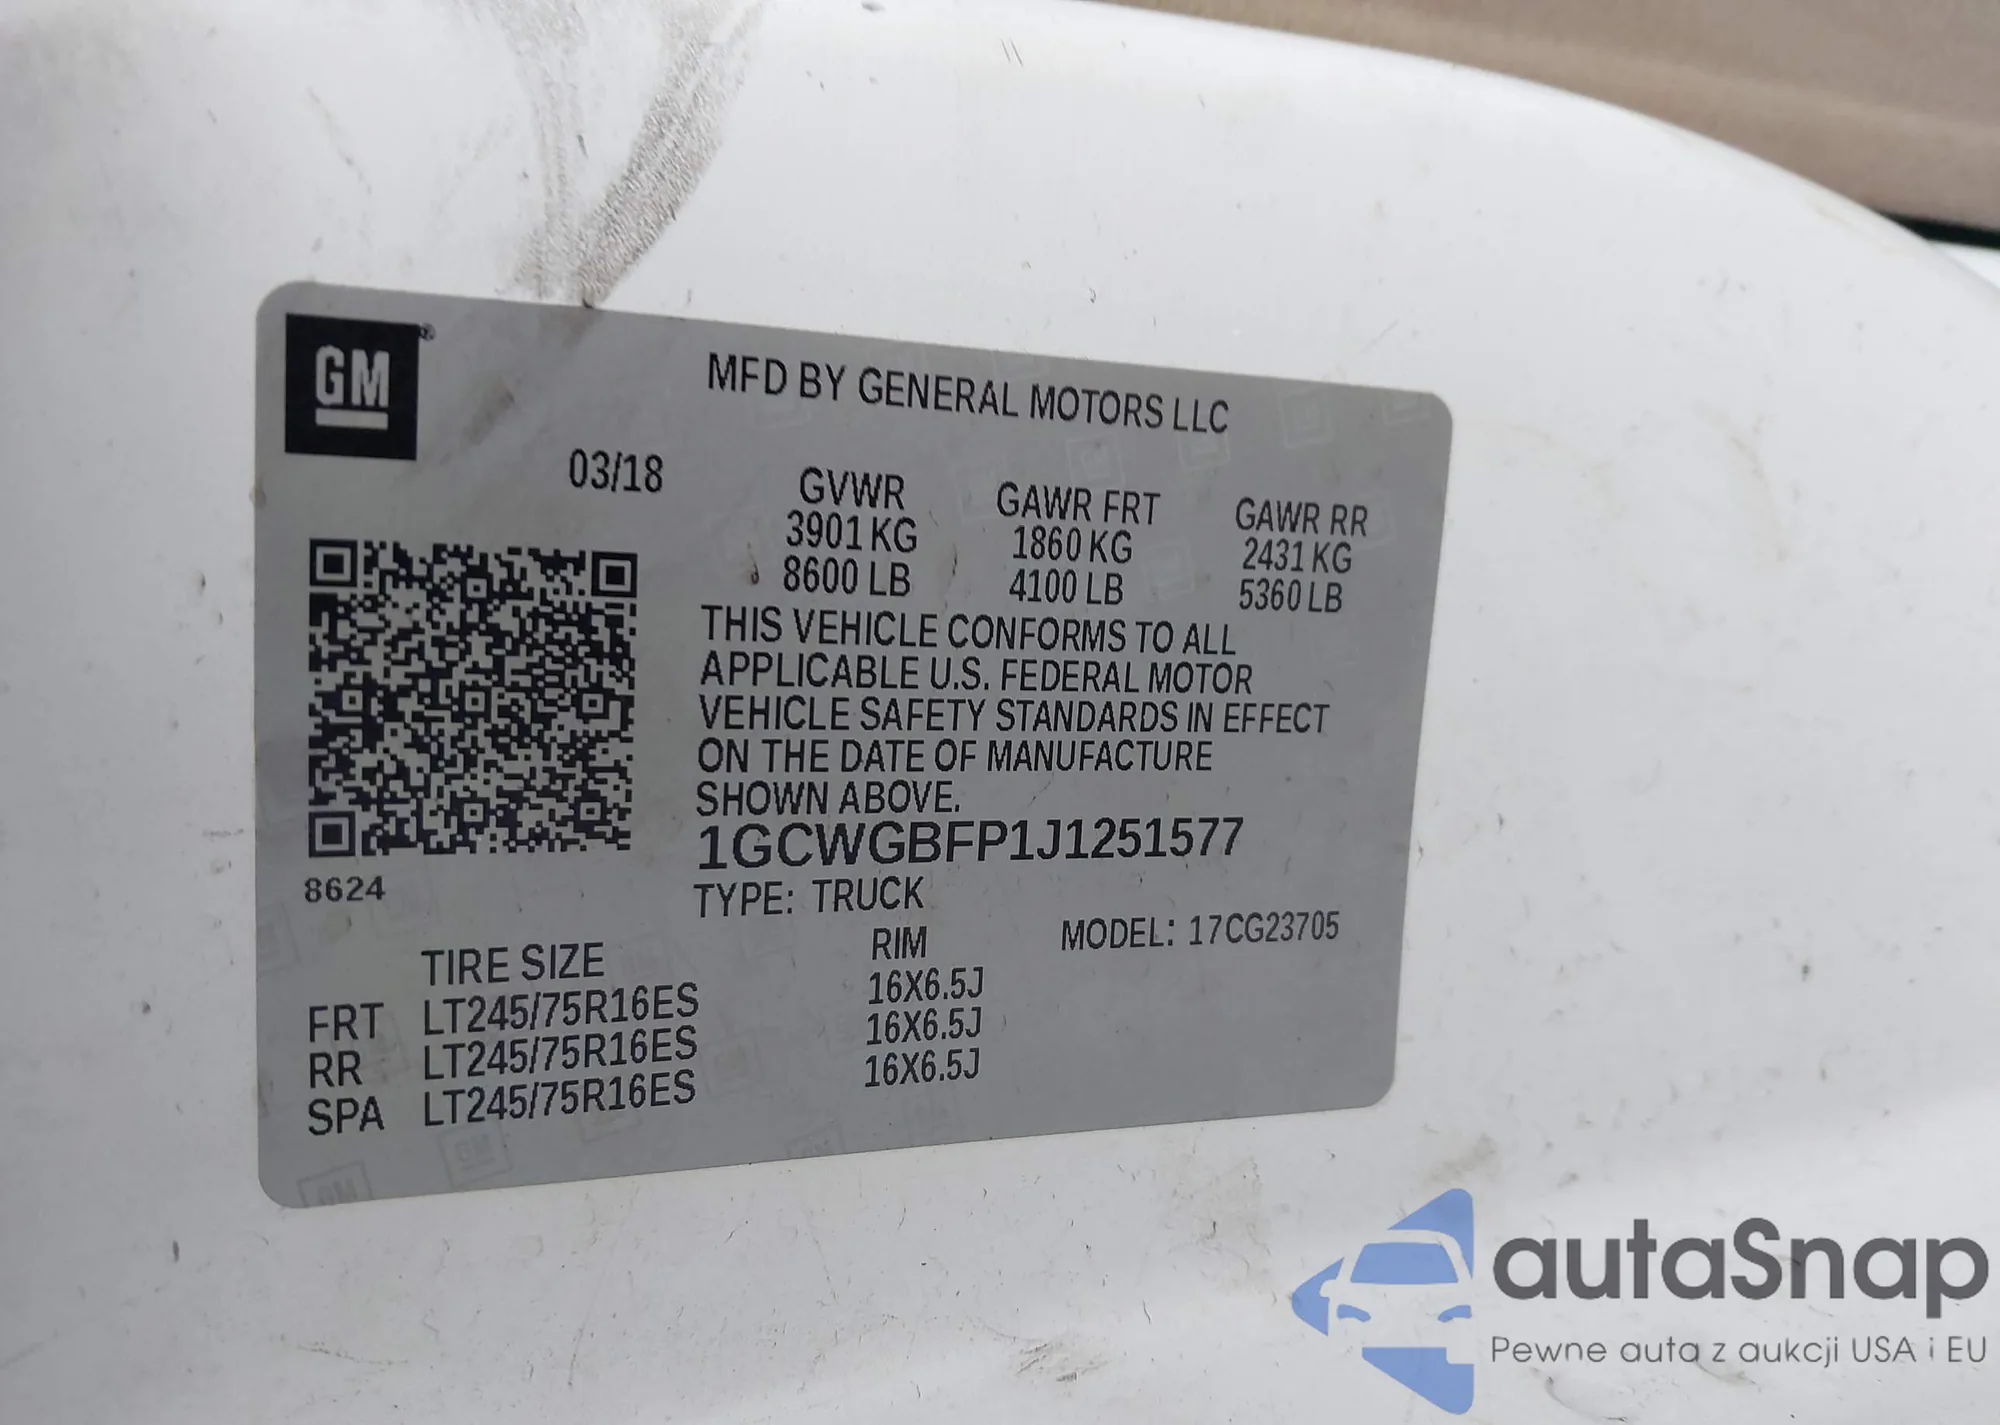 GM®
MFD BY GENERAL MOTORS LLC
03/18
GVWR GAWR FRT GAWR RR
3901 KG 1860 KG 2431 KG
8600 LB 4100 LB 5360 LB
THIS VEHICLE CONFORMS TO ALL
APPLICABLE U.S. FEDERAL MOTOR
VEHICLE SAFETY STANDARDS IN EFFECT
ON THE DATE OF MANUFACTURE
SHOWN ABOVE.
1GCWGBFP1J1251577
8624
TYPE: TRUCK
MODEL: 17CG23705
TIRE SIZE RIM
FRT LT245/75R16ES 16X6.5J
RR LT245/75R16ES 16X6.5J
SPA LT245/75R16ES 16X6.5J
autaSnap
Pewne auta z aukcji USA i EU